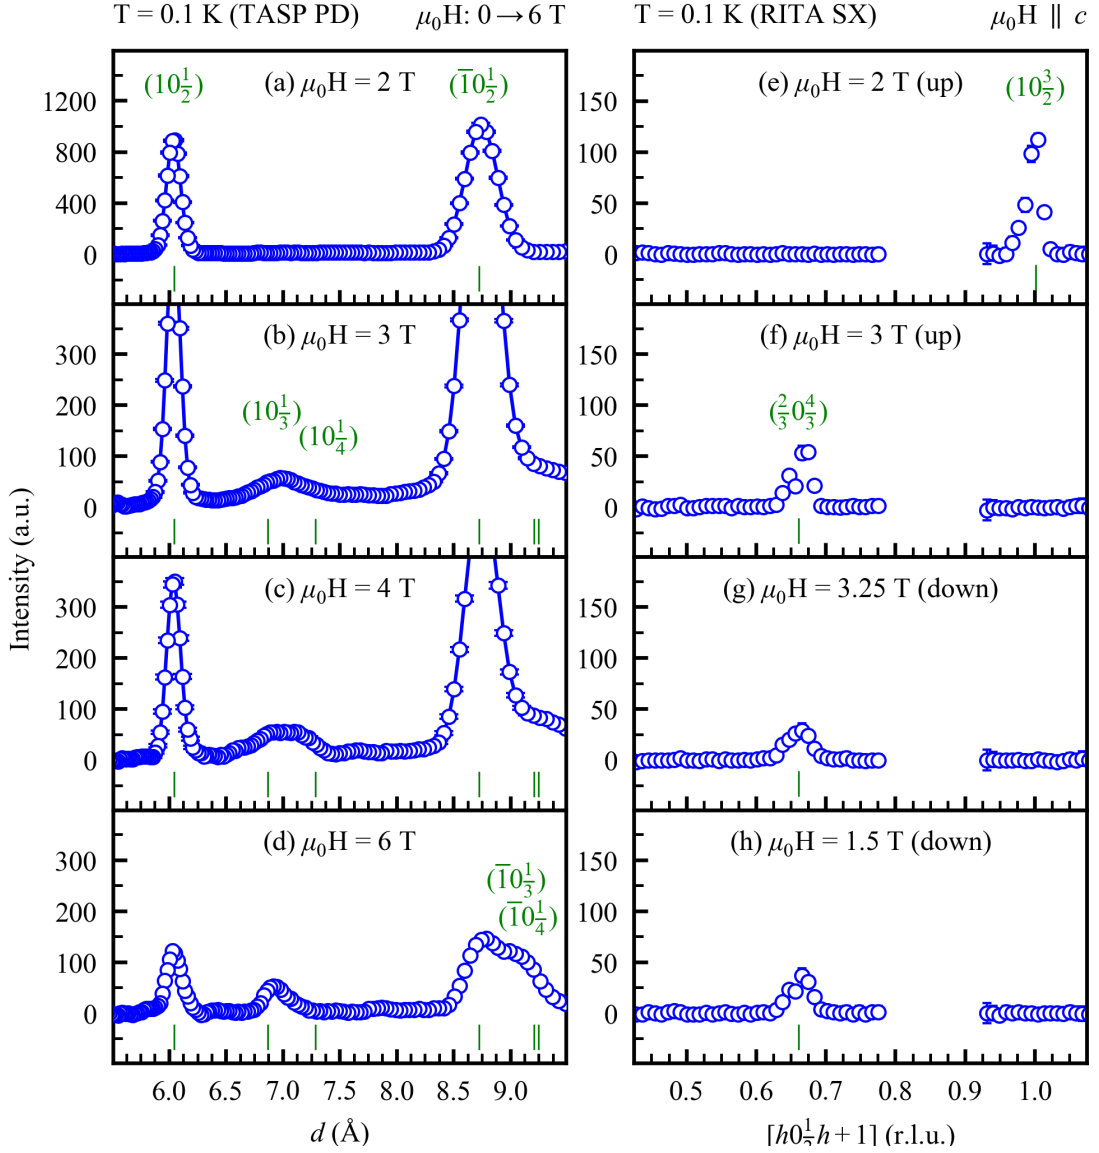 T = 0.1 K (TASP PD) μ₀H: 0 → 6 T
T = 0.1 K (RITA SX) μ₀H ∥ c
Intensity (a.u.)
(a) μ₀H = 2 T
(10½)
(1̅0½)
1200
800
400
0
(b) μ₀H = 3 T
(10⅓)
(10¼)
300
200
100
0
(c) μ₀H = 4 T
300
200
100
0
(d) μ₀H = 6 T
(1̅0⅓)
(1̅0¼)
300
200
100
0
6.0 6.5 7.0 7.5 8.0 8.5 9.0
d (Å)
(e) μ₀H = 2 T (up)
(10 3/2)
150
100
50
0
(f) μ₀H = 3 T (up)
(⅔0 4/3)
150
100
50
0
(g) μ₀H = 3.25 T (down)
150
100
50
0
(h) μ₀H = 1.5 T (down)
150
100
50
0
0.5 0.6 0.7 0.8 0.9 1.0
[h0½h + 1] (r.l.u.)